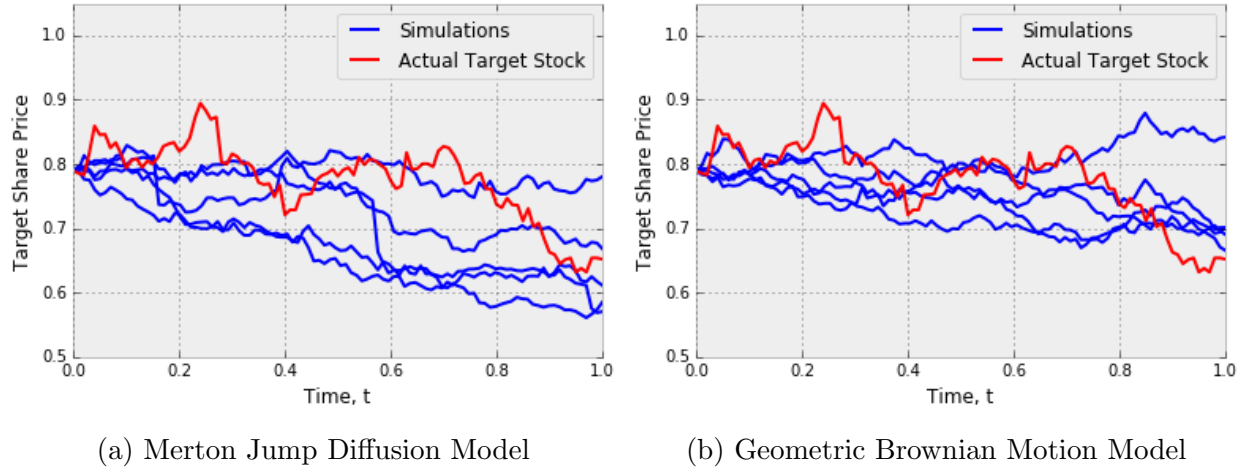 1.0
0.9
0.8
0.7
0.6
0.5
Target Share Price
0.0 0.2 0.4 0.6 0.8 1.0
Time, t
Simulations
Actual Target Stock
(a) Merton Jump Diffusion Model
1.0
0.9
0.8
0.7
0.6
0.5
Target Share Price
0.0 0.2 0.4 0.6 0.8 1.0
Time, t
Simulations
Actual Target Stock
(b) Geometric Brownian Motion Model